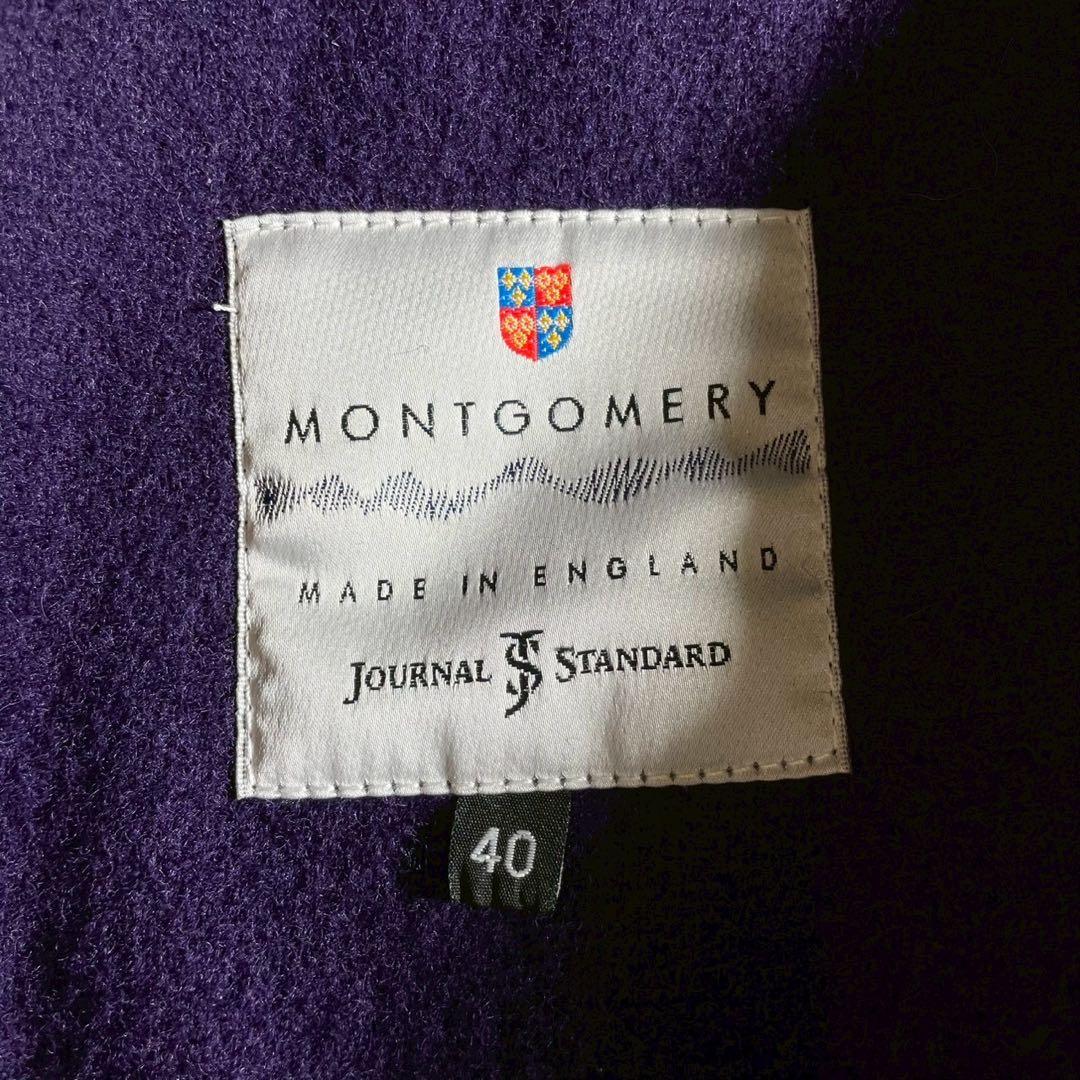 MONTGOMERY
MADE IN ENGLAND
JOURNAL JS STANDARD
40